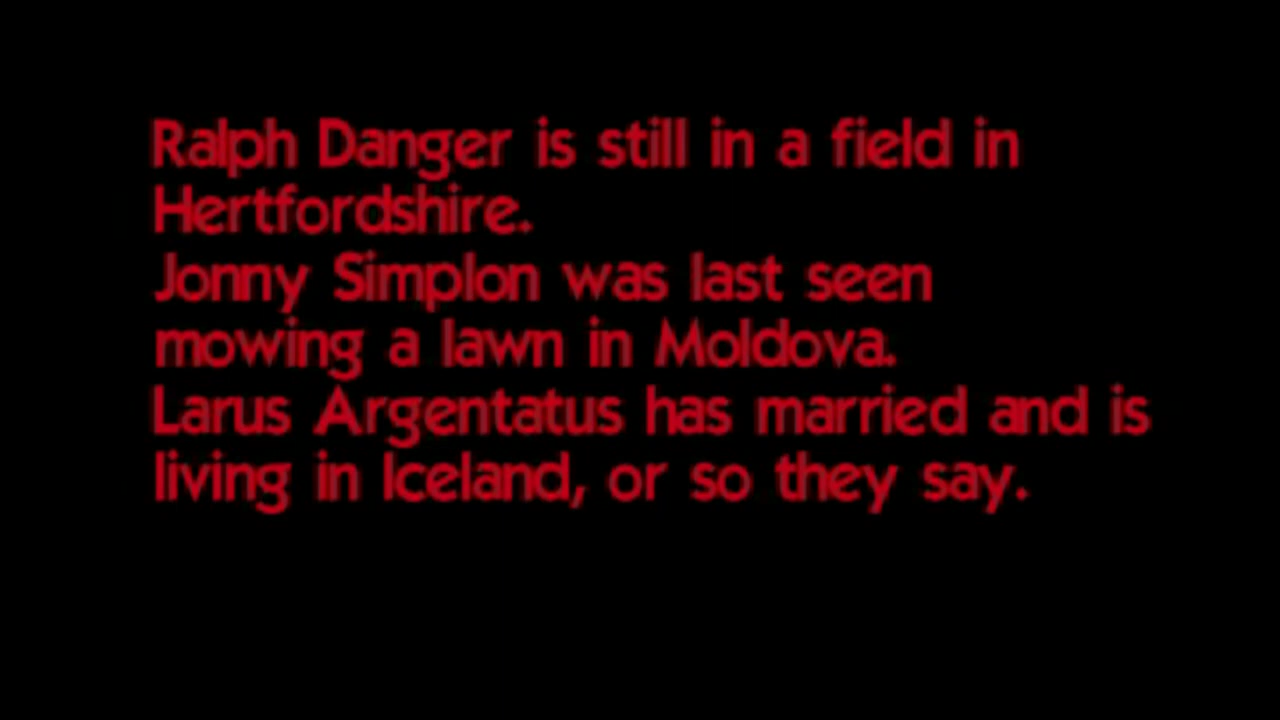 Ralph Danger is still in a field in
Hertfordshire.
Jonny Simplon was last seen
mowing a lawn in Moldova.
Larus Argentatus has married and is
living in Iceland, or so they say.